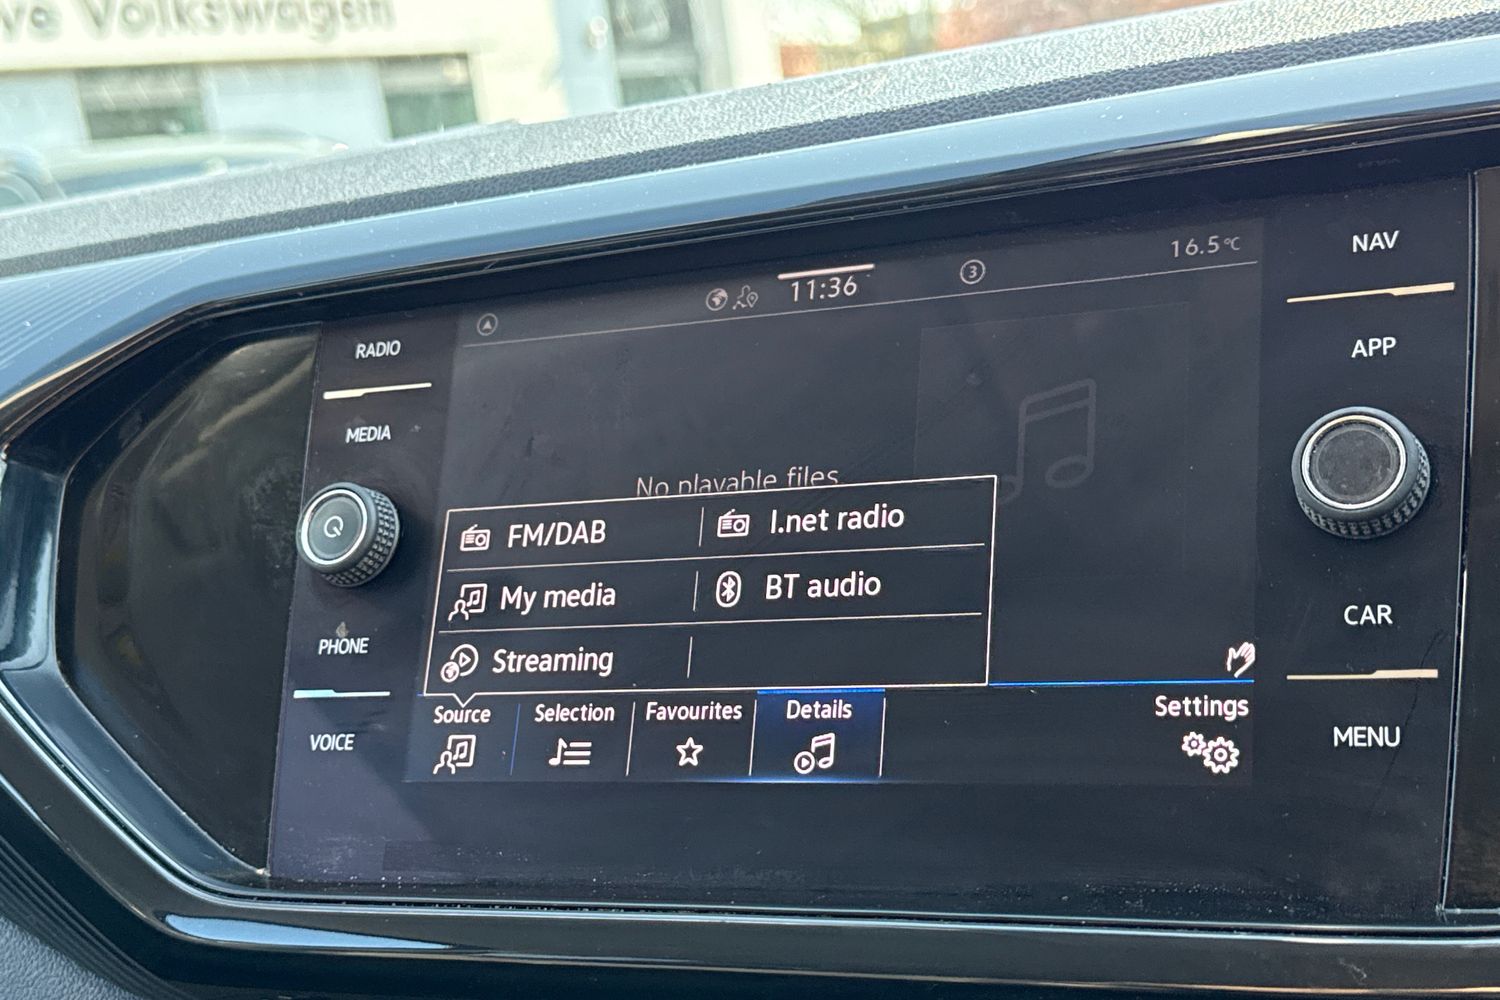 Volkswagen
NAV
16.5°C
3
11:36
RADIO
APP
MEDIA
No playable files.
FM/DAB
I.net radio
My media
BT audio
Streaming
PHONE
CAR
Source
Selection
Favourites
Details
Settings
VOICE
MENU